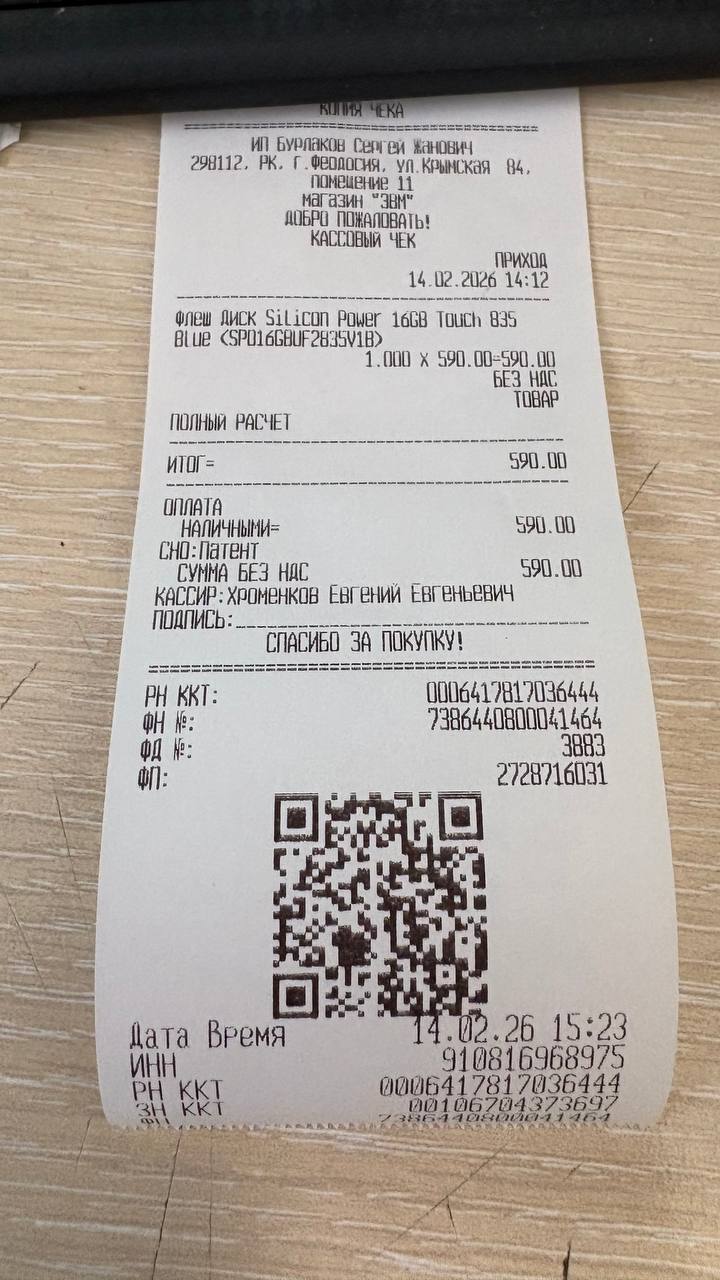 КОПИЯ ЧЕКА
ИП БУРЛАКОВ СЕРГЕЙ ЖАНОВИЧ
298112, РК, Г.ФЕОДОСИЯ, УЛ.КРЫМСКАЯ 84,
ПОМЕЩЕНИЕ 11
МАГАЗИН "ЭВМ"
ДОБРО ПОЖАЛОВАТЬ!
КАССОВЫЙ ЧЕК
ПРИХОД
14.02.2026 14:12
ФЛЕШ ДИСК Silicon Power 16GB Touch 835
Blue (SP016GBUF2835V1B)
1.000 X 590.00=590.00
БЕЗ НДС
ТОВАР
ПОЛНЫЙ РАСЧЕТ
ИТОГ= 590.00
ОПЛАТА
НАЛИЧНЫМИ= 590.00
СНО:Патент
СУММА БЕЗ НДС 590.00
КАССИР:ХРОМЕНКОВ ЕВГЕНИЙ ЕВГЕНЬЕВИЧ
ПОДПИСЬ:
СПАСИБО ЗА ПОКУПКУ!
РН ККТ: 0006417817036444
ФН №: 7386440800041464
ФД №: 3883
ФП: 2728716031
Дата Время 14.02.26 15:23
ИНН 910816968975
РН ККТ 0006417817036444
ЗН ККТ 00106704373697
ФН 7386440800041464